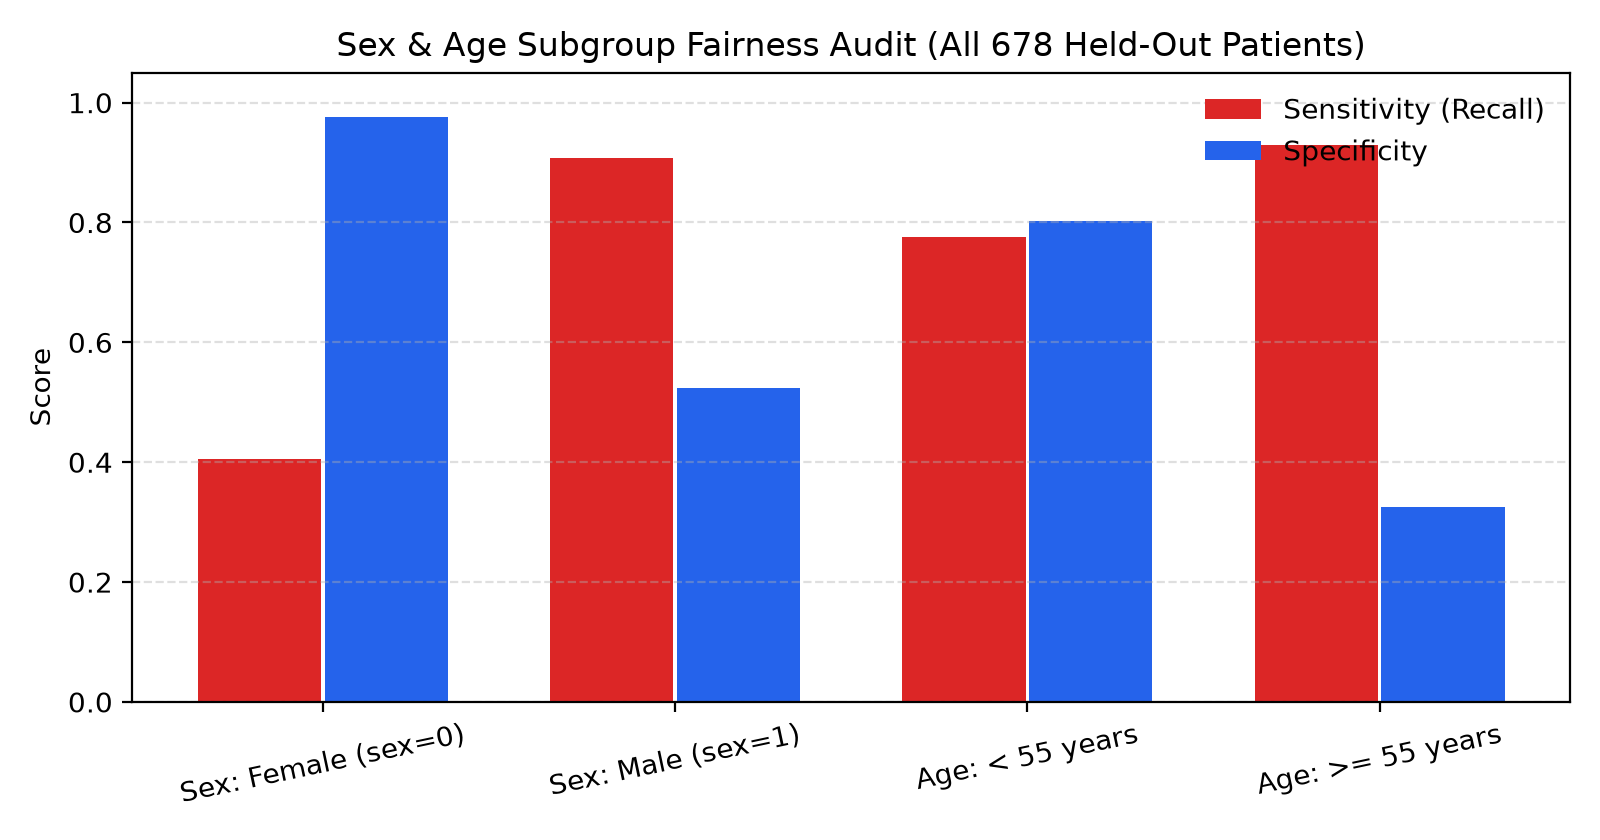 Sex & Age Subgroup Fairness Audit (All 678 Held-Out Patients)
Sensitivity (Recall)
Specificity
Score
1.0
0.8
0.6
0.4
0.2
0.0
Sex: Female (sex=0)
Sex: Male (sex=1)
Age: < 55 years
Age: >= 55 years